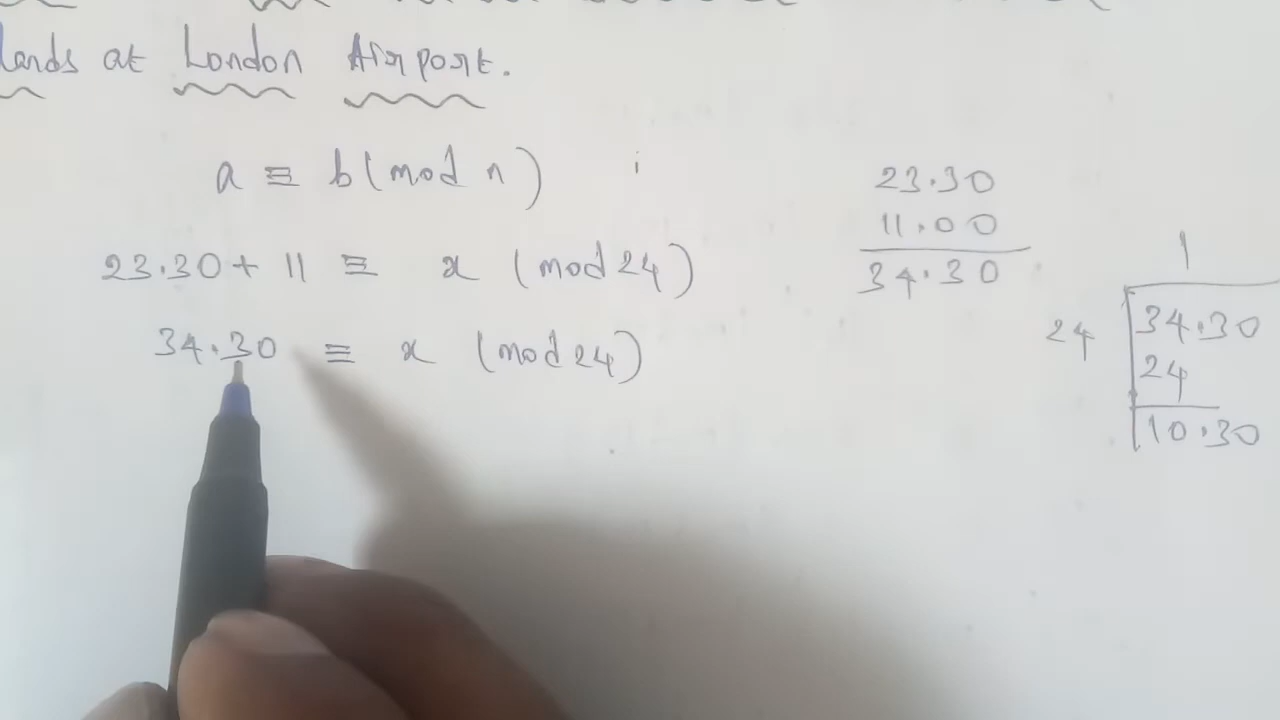 lands at London Airport.
a ≡ b (mod n)
23.30 + 11 ≡ x (mod 24)
34.30 ≡ x (mod 24)
23.30
11.00
34.30
1
24 34.30
24
10.30